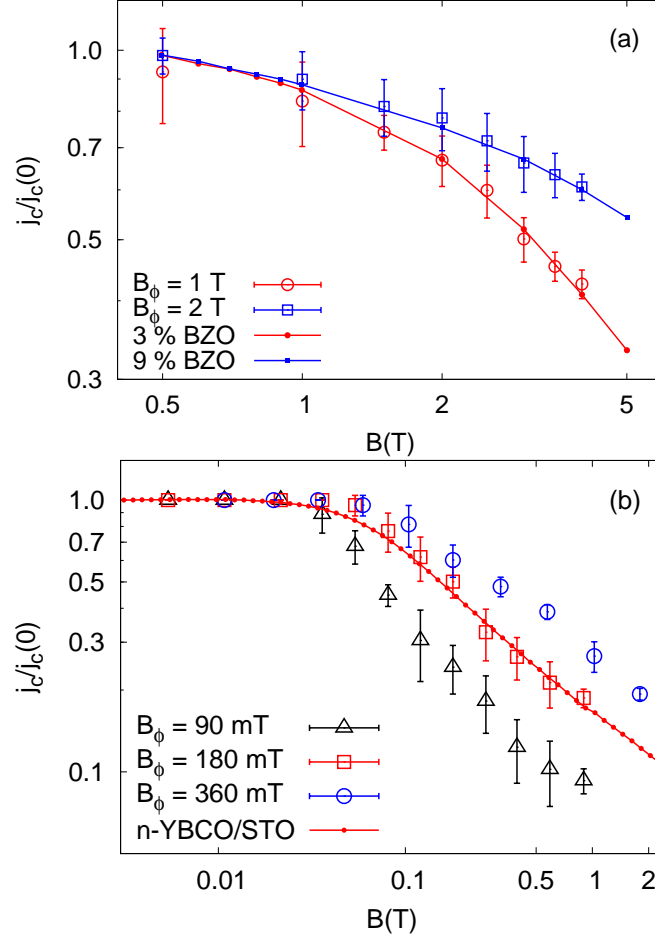 (a)
1.0
0.7
0.5
0.3
j_c/j_c(0)
B_ϕ = 1 T
B_ϕ = 2 T
3 % BZO
9 % BZO
0.5 1 2 5
B(T)
(b)
1.0
0.7
0.5
0.3
0.1
j_c/j_c(0)
B_ϕ = 90 mT
B_ϕ = 180 mT
B_ϕ = 360 mT
n-YBCO/STO
0.01 0.1 0.5 1 2
B(T)